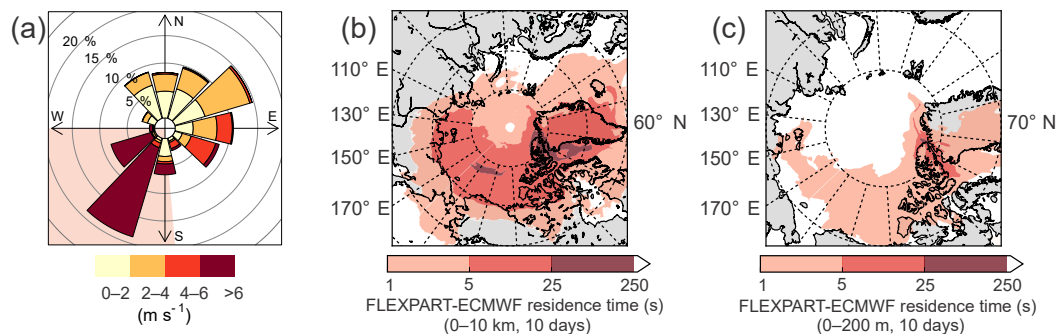 (a)
N
20 %
15 %
10 %
5 %
W
E
S
0–2 2–4 4–6 >6
(m s⁻¹)
(b)
110° E
130° E
150° E
170° E
60° N
1 5 25 250
FLEXPART-ECMWF residence time (s)
(0–10 km, 10 days)
(c)
110° E
130° E
150° E
170° E
70° N
1 5 25 250
FLEXPART-ECMWF residence time (s)
(0–200 m, 10 days)